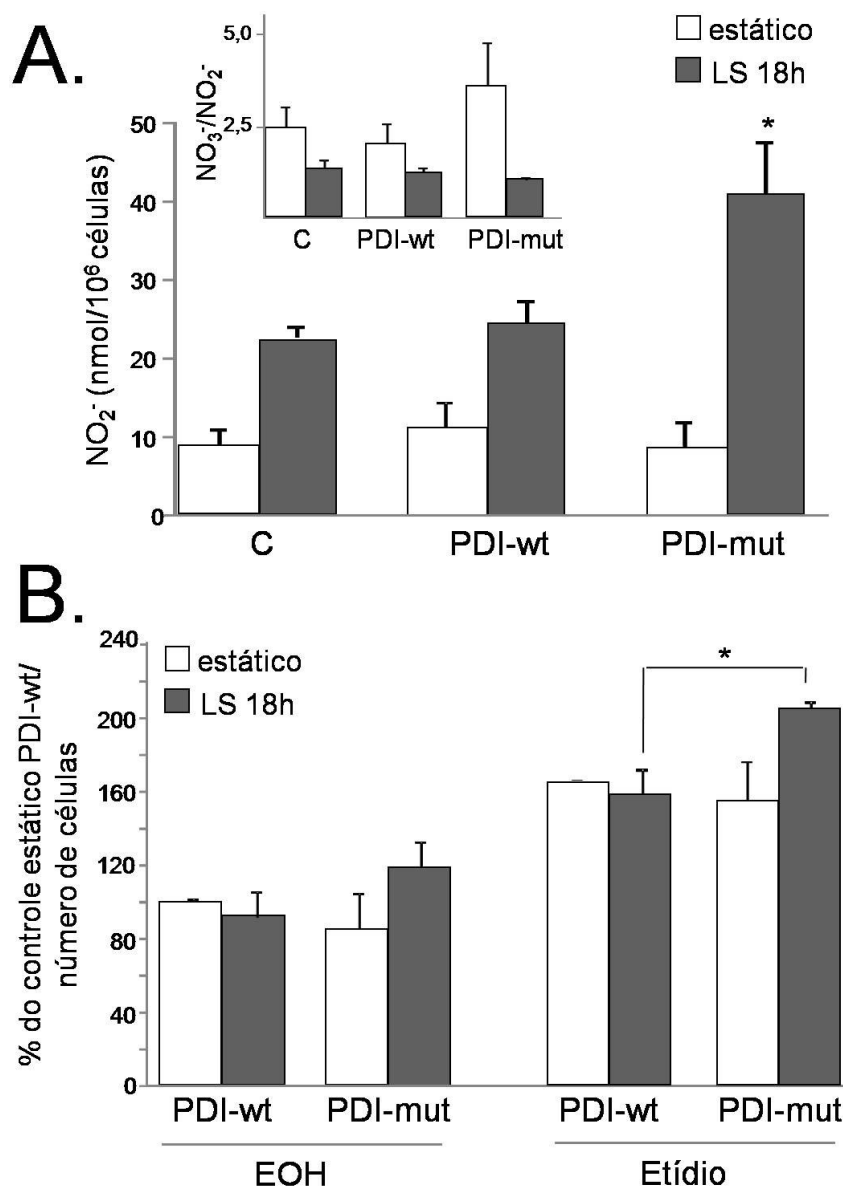 A.
estático
LS 18h
NO₃⁻/NO₂⁻
5,0
2,5
C PDI-wt PDI-mut
NO₂⁻ (nmol/10⁶ células)
50
40
30
20
10
0
*
C PDI-wt PDI-mut
B.
estático
LS 18h
% do controle estático PDI-wt/
número de células
240
200
160
120
80
40
0
*
PDI-wt PDI-mut PDI-wt PDI-mut
EOH Etídio